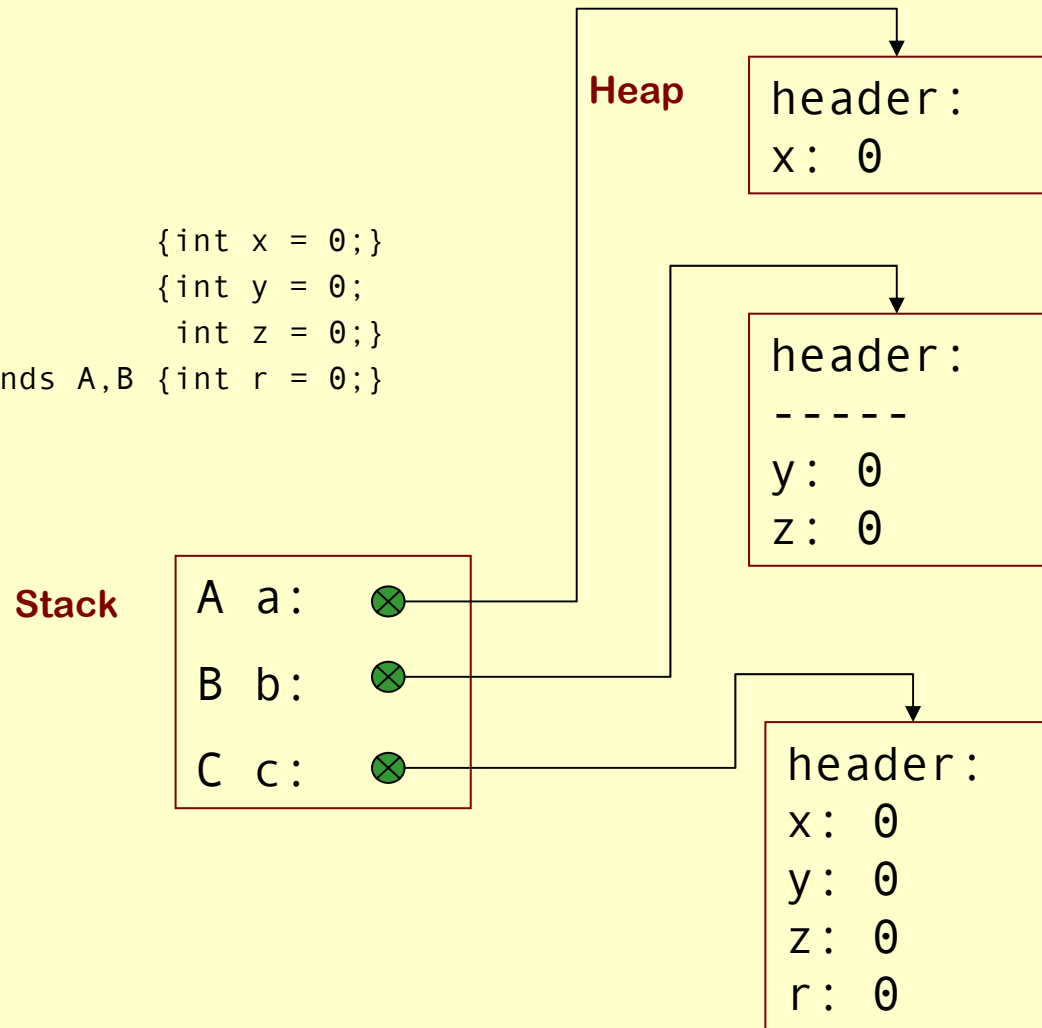 Heap
header:
x: 0
{int x = 0;}
{int y = 0;
int z = 0;}
nds A,B {int r = 0;}
header:
-----
y: 0
z: 0
Stack
A a:
B b:
C c:
header:
x: 0
y: 0
z: 0
r: 0